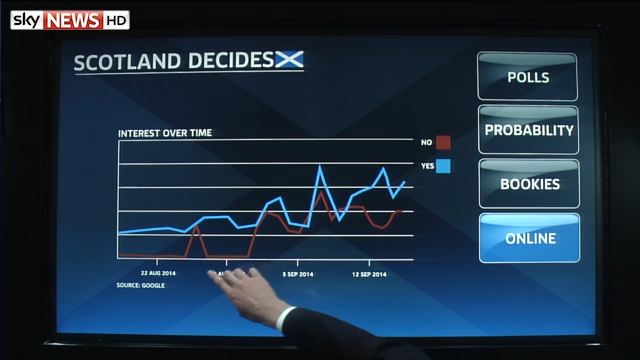 sky NEWS HD
SCOTLAND DECIDES
INTEREST OVER TIME
NO
YES
22 AUG 2014
5 SEP 2014
12 SEP 2014
SOURCE: GOOGLE
POLLS
PROBABILITY
BOOKIES
ONLINE